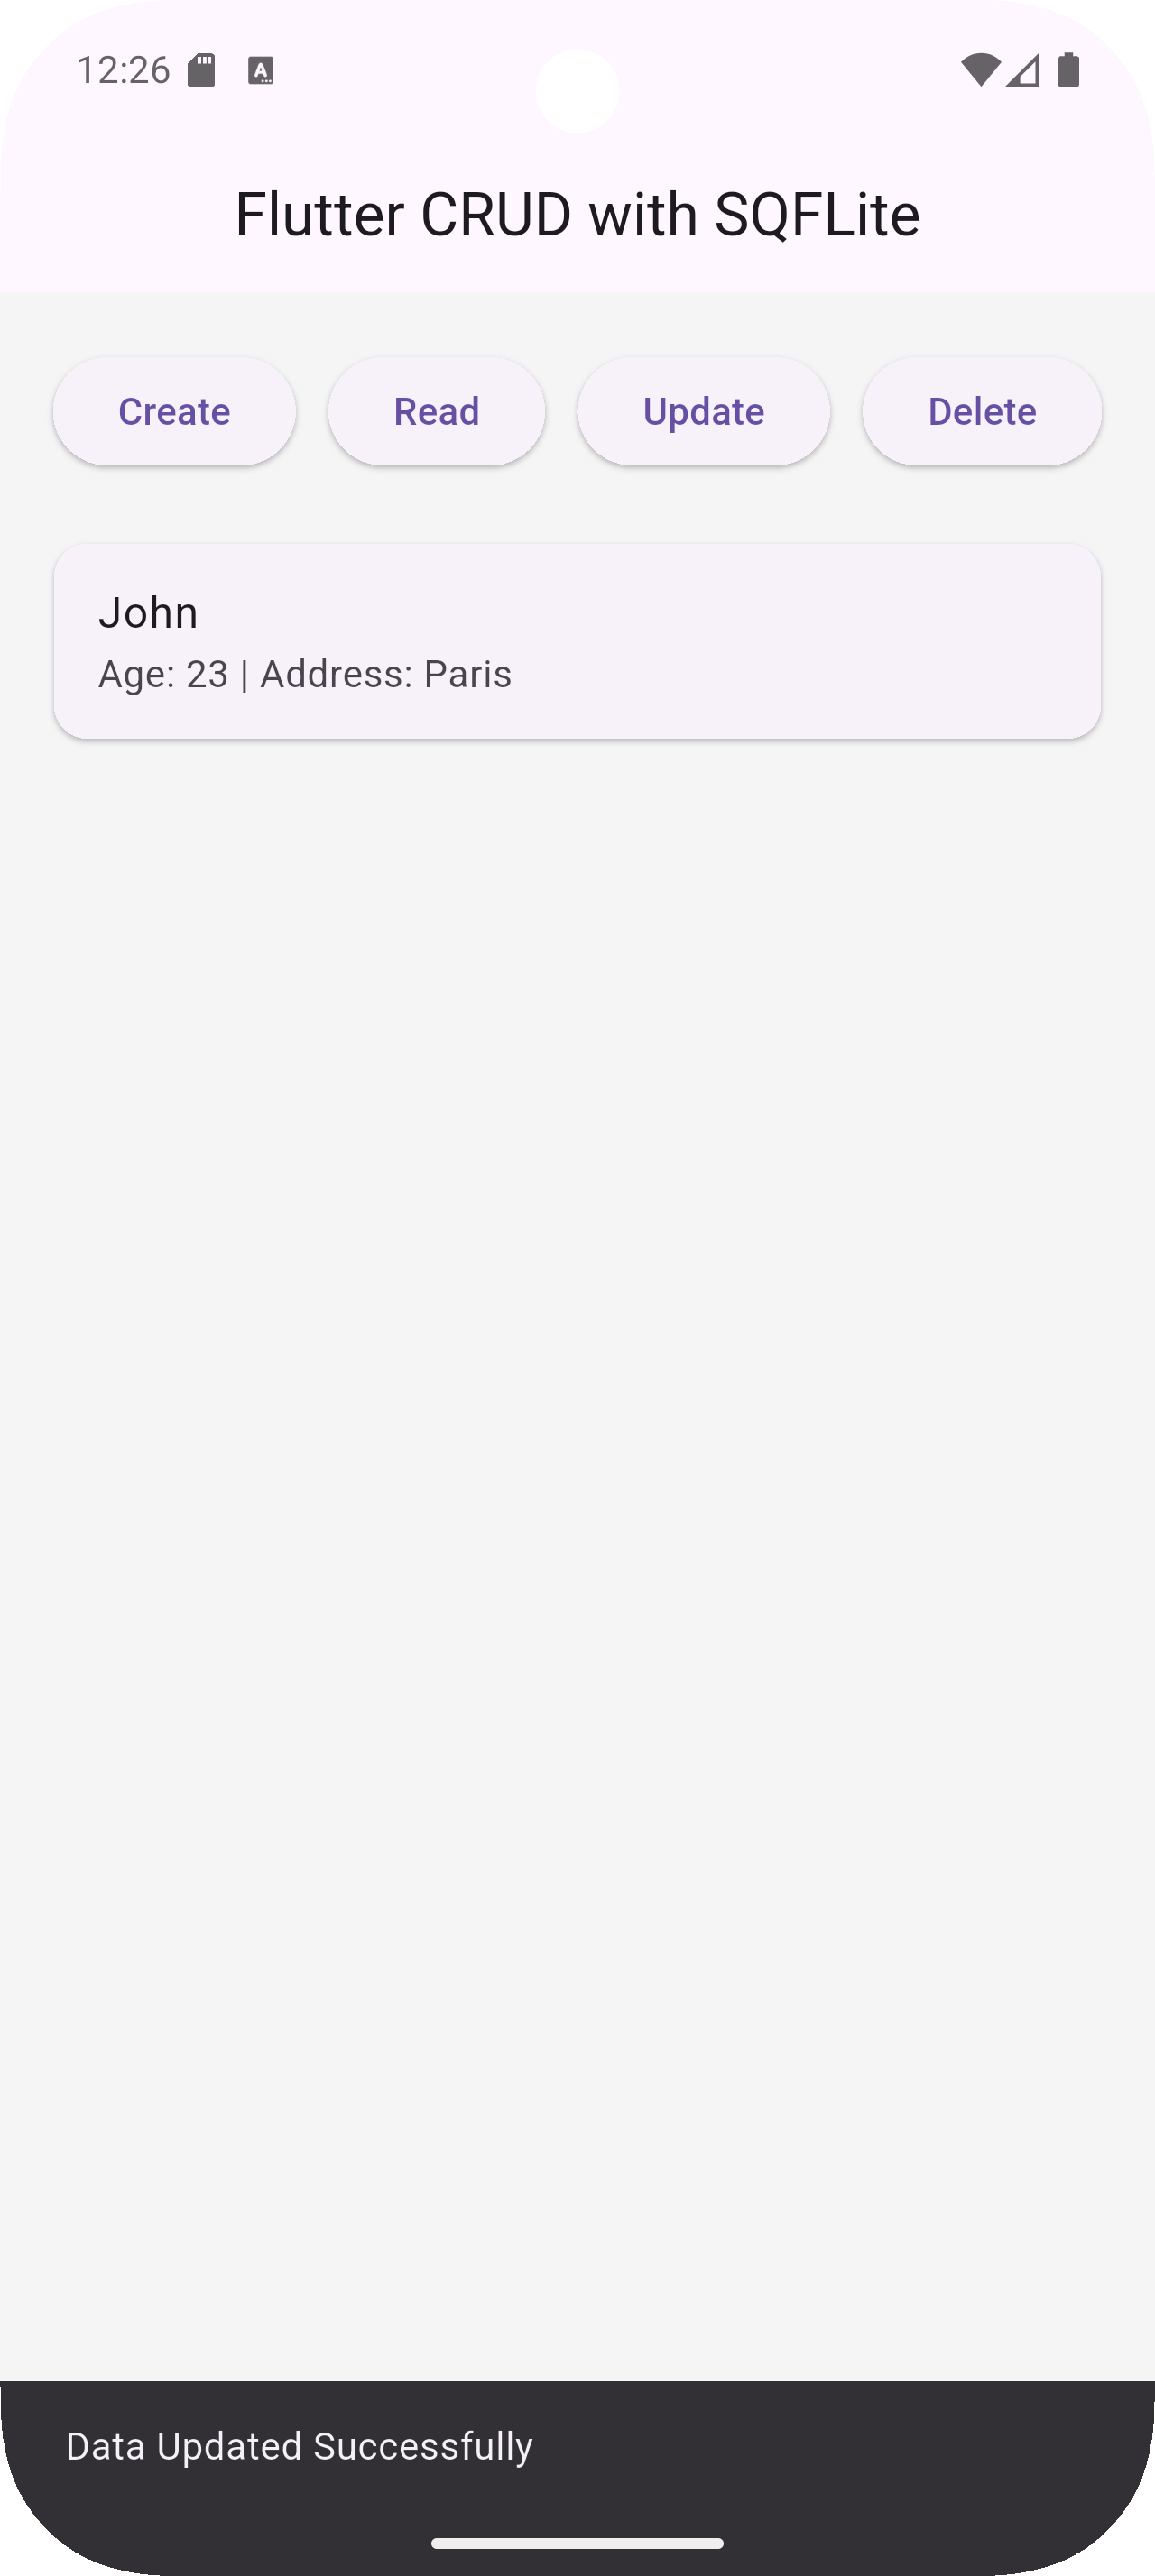 12:26
Flutter CRUD with SQFLite
Create Read Update Delete
John
Age: 23 | Address: Paris
Data Updated Successfully